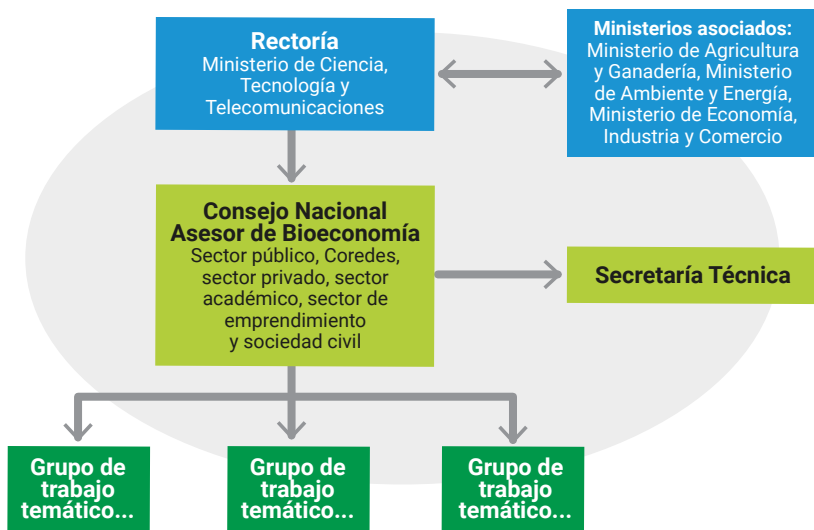 Rectoría
Ministerio de Ciencia,
Tecnología y
Telecomunicaciones
Ministerios asociados:
Ministerio de Agricultura
y Ganadería, Ministerio
de Ambiente y Energía,
Ministerio de Economía,
Industria y Comercio
Consejo Nacional
Asesor de Bioeconomía
Sector público, Coredes,
sector privado, sector
académico, sector de
emprendimiento
y sociedad civil
Secretaría Técnica
Grupo de
trabajo
temático...
Grupo de
trabajo
temático...
Grupo de
trabajo
temático...